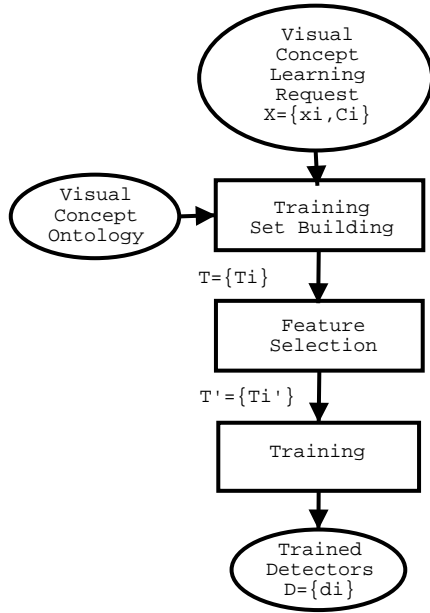 Visual
Concept
Learning
Request
X={xi,Ci}
Visual
Concept
Ontology
Training
Set Building
T={Ti}
Feature
Selection
T'={Ti'}
Training
Trained
Detectors
D={di}